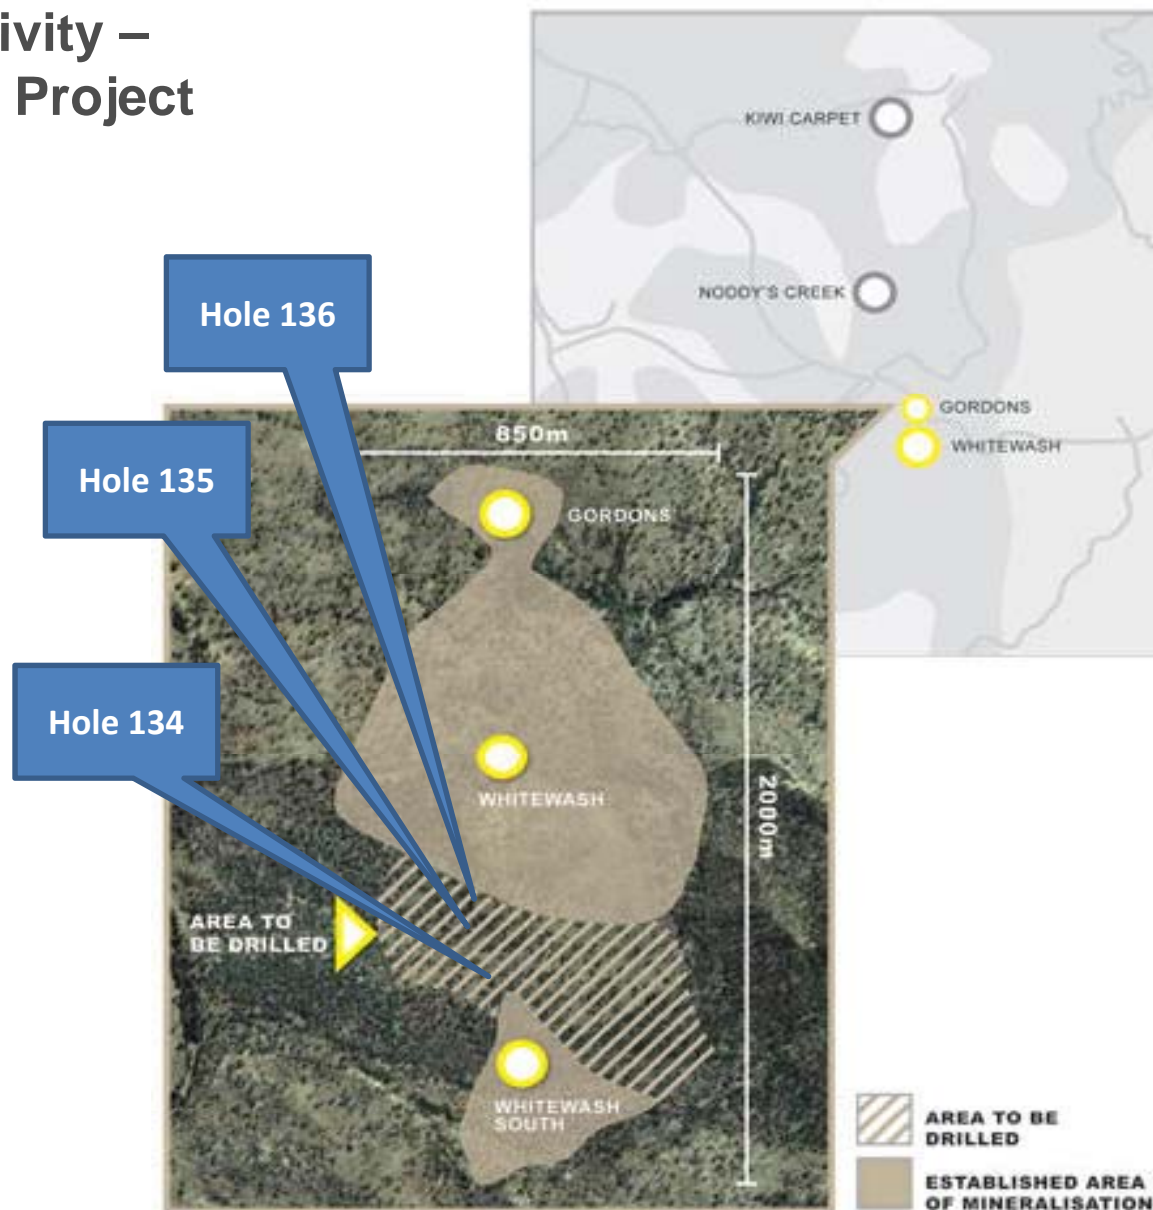 ivity –
Project
KIWI CARPET
NODDY'S CREEK
GORDONS
WHITEWASH
Hole 136
Hole 135
Hole 134
850m
GORDONS
WHITEWASH
2000m
AREA TO
BE DRILLED
WHITEWASH
SOUTH
AREA TO BE
DRILLED
ESTABLISHED AREA
OF MINERALISATION